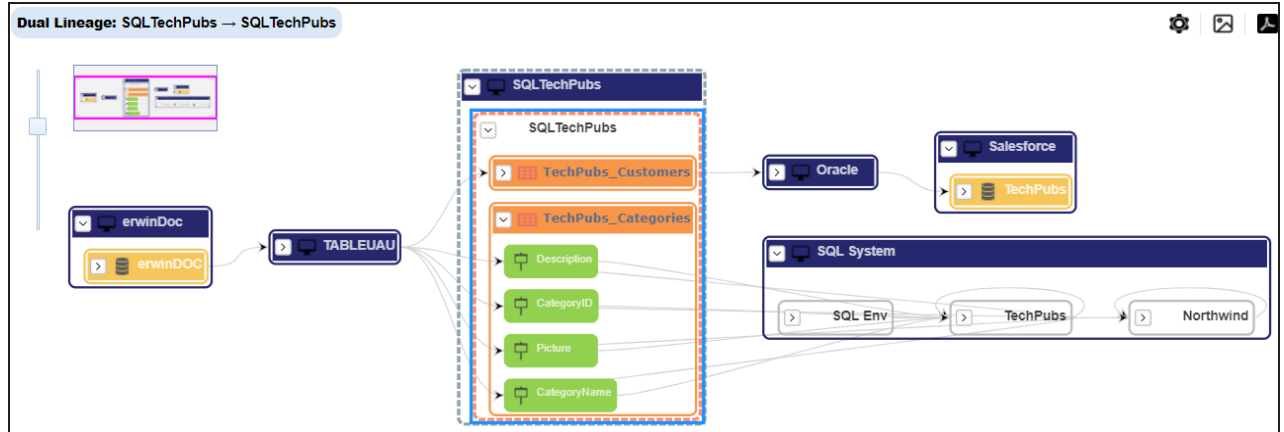 Dual Lineage: SQLTechPubs → SQLTechPubs
SQLTechPubs
SQLTechPubs
TechPubs_Customers
TechPubs_Categories
Description
CategoryID
Picture
CategoryName
erwinDoc
erwinDOC
TABLEUAU
Oracle
Salesforce
TechPubs
SQL System
SQL Env
TechPubs
Northwind